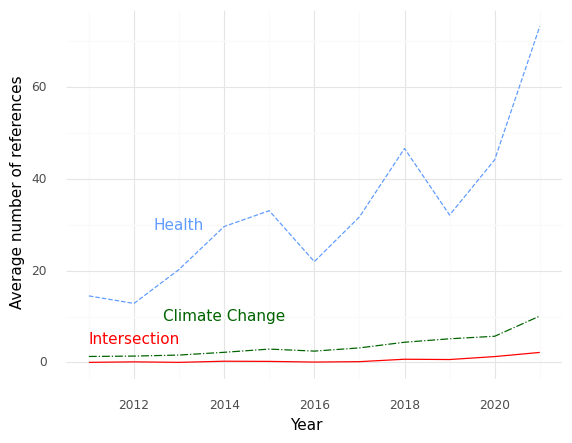 Average number of references
60
40
20
0
Health
Climate Change
Intersection
2012 2014 2016 2018 2020
Year